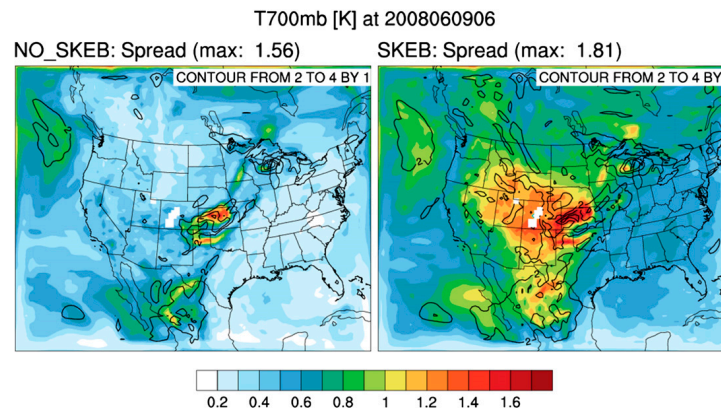 T700mb [K] at 2008060906
NO_SKEB: Spread (max: 1.56)
SKEB: Spread (max: 1.81)
CONTOUR FROM 2 TO 4 BY 1
CONTOUR FROM 2 TO 4 BY
2
2
2
0.2 0.4 0.6 0.8 1 1.2 1.4 1.6